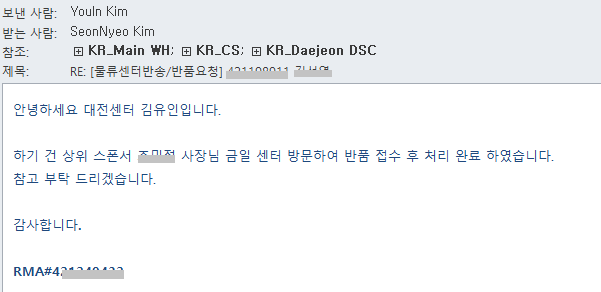 보낸 사람: YouIn Kim
받는 사람: SeonNyeo Kim
참조: KR_Main WH; KR_CS; KR_Daejeon DSC
제목: RE: [물류센터반송/반품요청]
안녕하세요 대전센터 김유인입니다.
하기 건 상위 스폰서 사장님 금일 센터 방문하여 반품 접수 후 처리 완료 하였습니다.
참고 부탁 드리겠습니다.
감사합니다.
RMA#